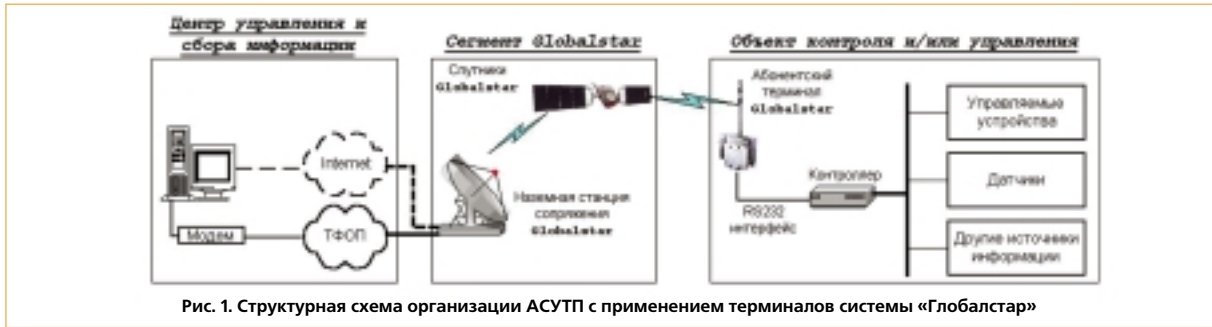 Центр управления и
сбора информации
Internet
Модем
ТФОП
Сегмент Globalstar
Спутники
Globalstar
Наземная станция
сопряжения
Globalstar
Объект контроля и/или управления
Абонентский
терминал
Globalstar
RS232
интерфейс
Контроллер
Управляемые
устройства
Датчики
Другие источники
информации
Рис. 1. Структурная схема организации АСУТП с применением терминалов системы «Глобалстар»